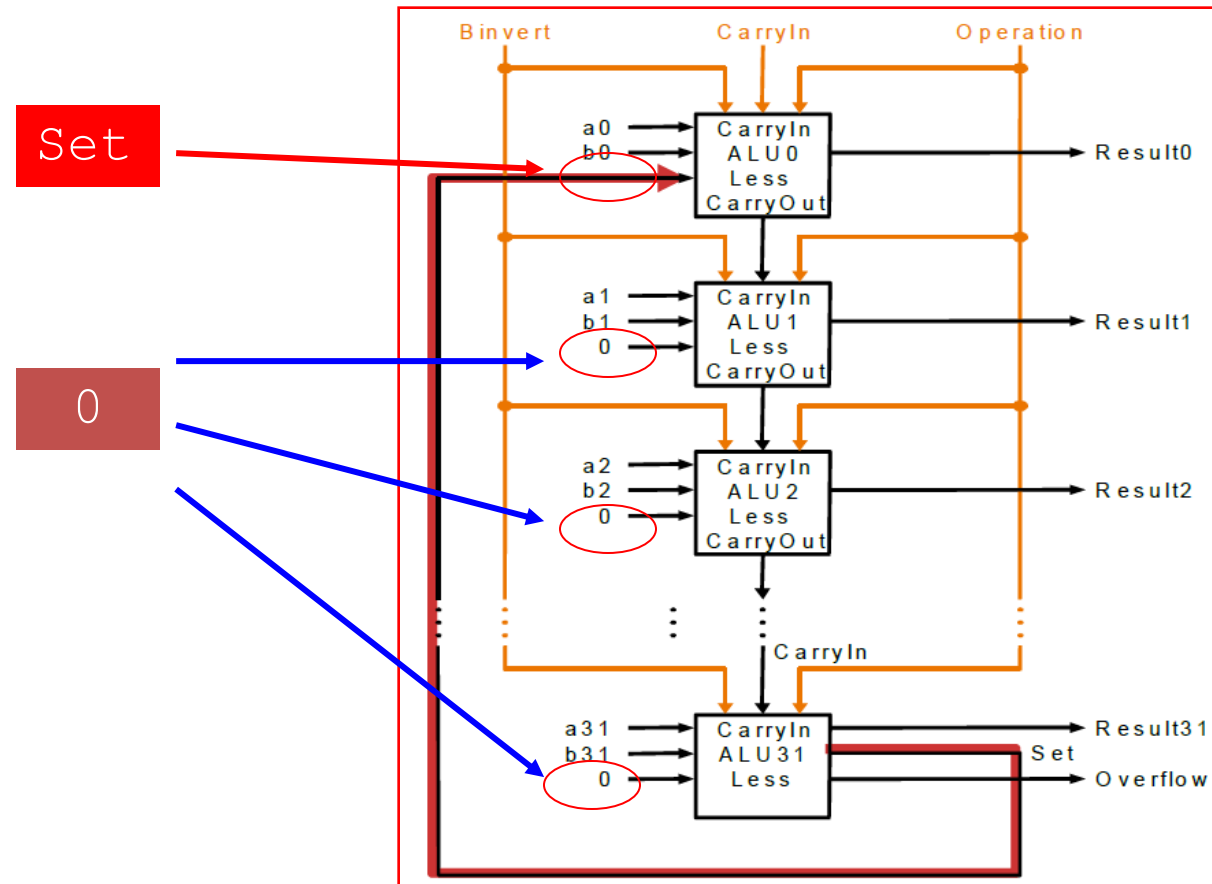 Binvert CarryIn Operation
Set
a0 CarryIn
b0 ALU0 Result0
Less
CarryOut
a1 CarryIn
b1 ALU1 Result1
0 Less
CarryOut
0
a2 CarryIn
b2 ALU2 Result2
0 Less
CarryOut
CarryIn
a31 CarryIn Result31
b31 ALU31 Set
0 Less Overflow